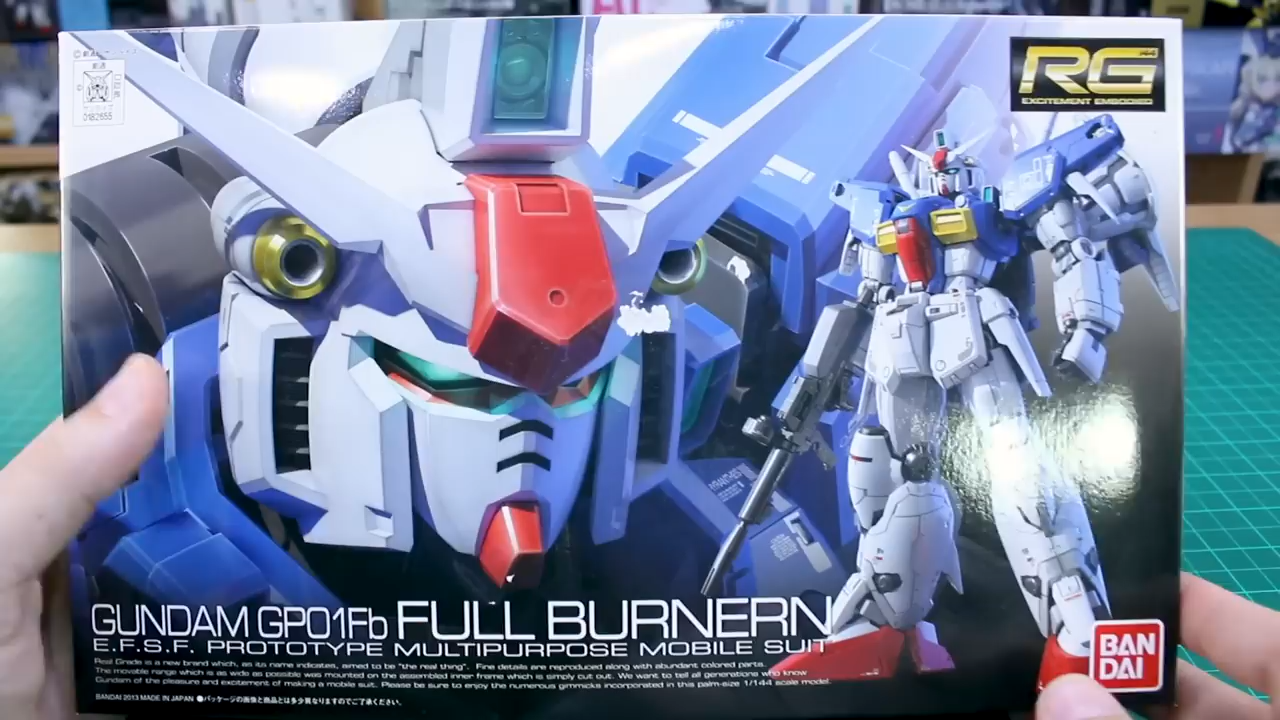 RG
EXCITEMENT EMBODIED
0182655
GUNDAM GP01Fb FULL BURNERN
E.F.S.F. PROTOTYPE MULTIPURPOSE MOBILE SUIT
Real Grade is a new brand which, as its name indicates, aimed to be "the real thing". Fine details are reproduced along with abundant colored parts.
The movable range which is as wide as possible was mounted on the assembled inner frame which is simply cut out. We want to tell all generations who know
Gundam of the pleasure and excitement of making a mobile suit. Please be sure to enjoy the numerous gimmicks incorporated in this palm-size 1/144 scale model.
BANDAI 2013 MADE IN JAPAN ●パッケージの画像と商品とは多少異なりますのでご了承ください。
BAN
DAI